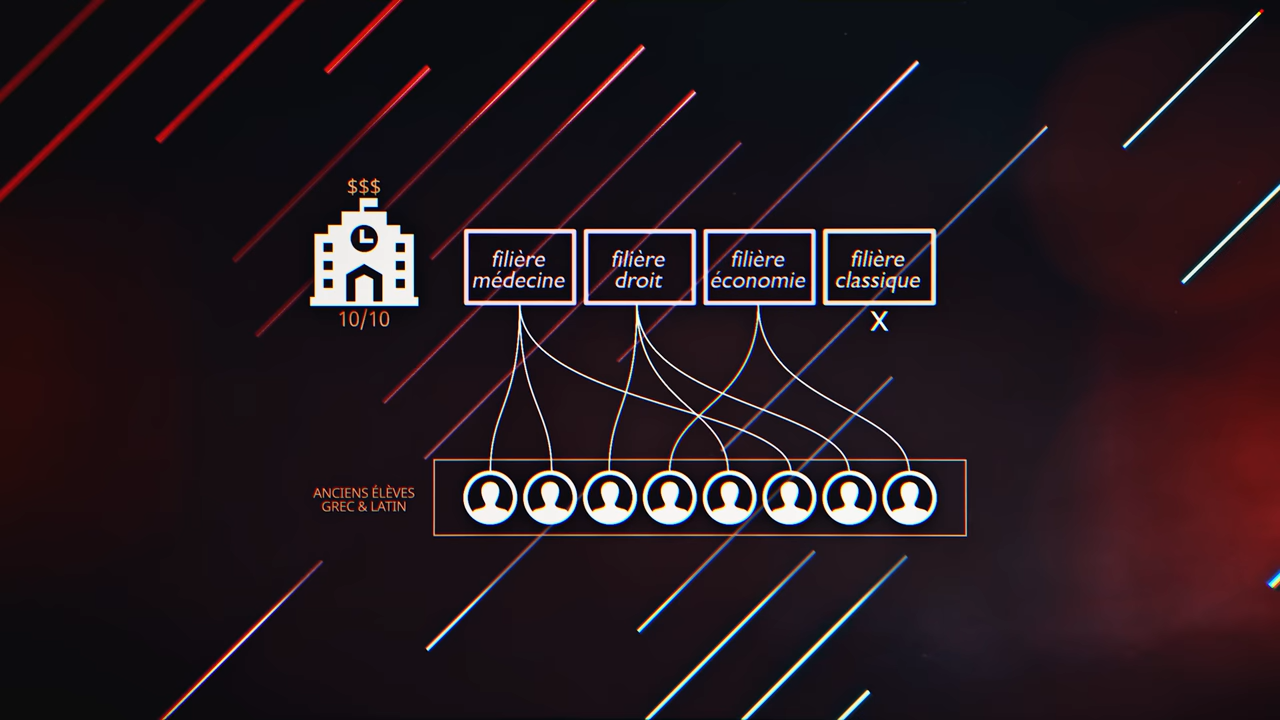 $$$
10/10
filière
médecine
filière
droit
filière
économie
filière
classique
X
ANCIENS ÉLÈVES
GREC & LATIN